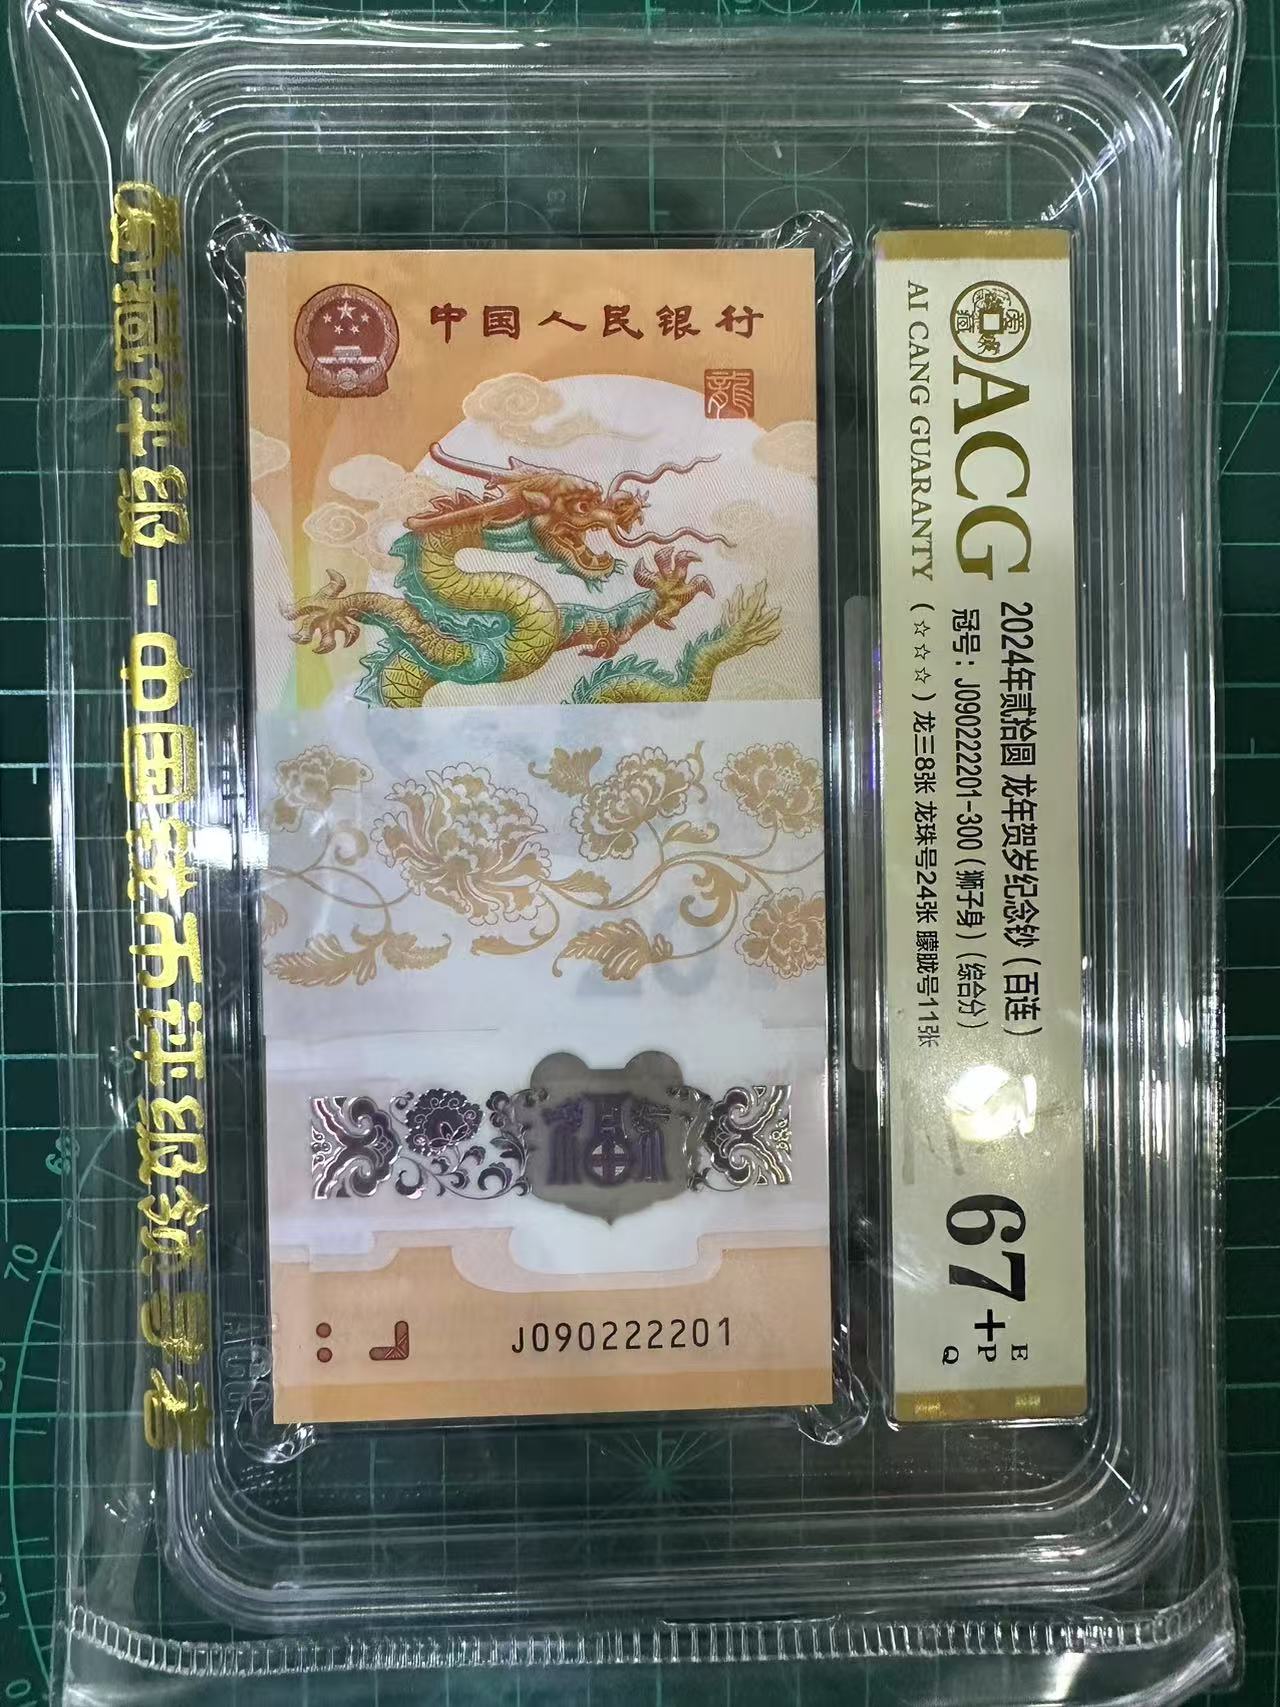 爱藏评级-中国钱币评级领导者
中国人民银行
龍
福
J090222201
ACG
AI CANG GUARANTY
2024年贰拾圆 龙年贺岁纪念钞(百连)
冠号:J090222201-300(狮子身)(综合分)
(☆☆☆)龙三8张 龙珠号24张 朦胧号11张
67+
E
P
Q
70